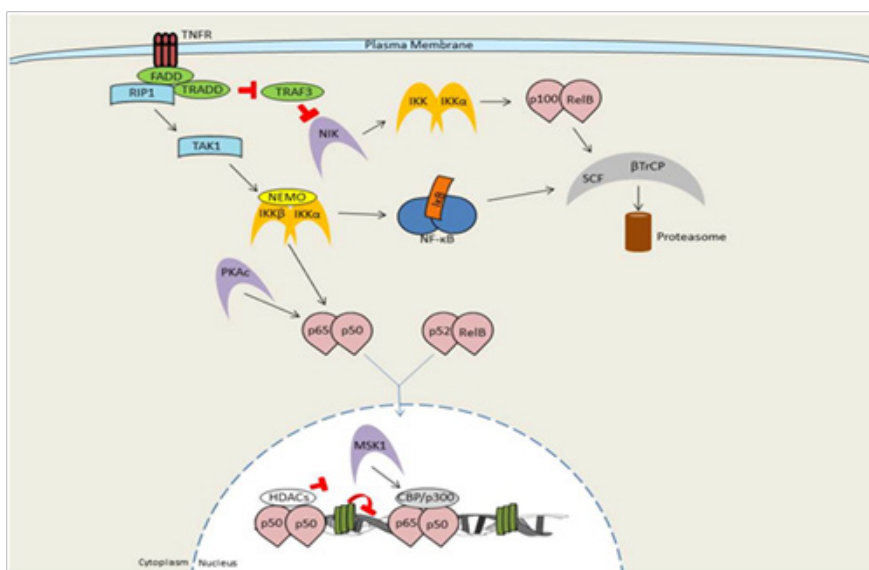 TNFR
Plasma Membrane
FADD
RIP1
TRADD
TRAF3
NIK
IKK IKKα
p100 RelB
TAK1
SCF
βTrCP
NEMO
IKKβ IKKα
IκB
NF-κB
Proteasome
PKAc
p65 p50
p52 RelB
MSK1
HDACs
CBP/p300
p50 p50
p65 p50
Cytoplasm
Nucleus